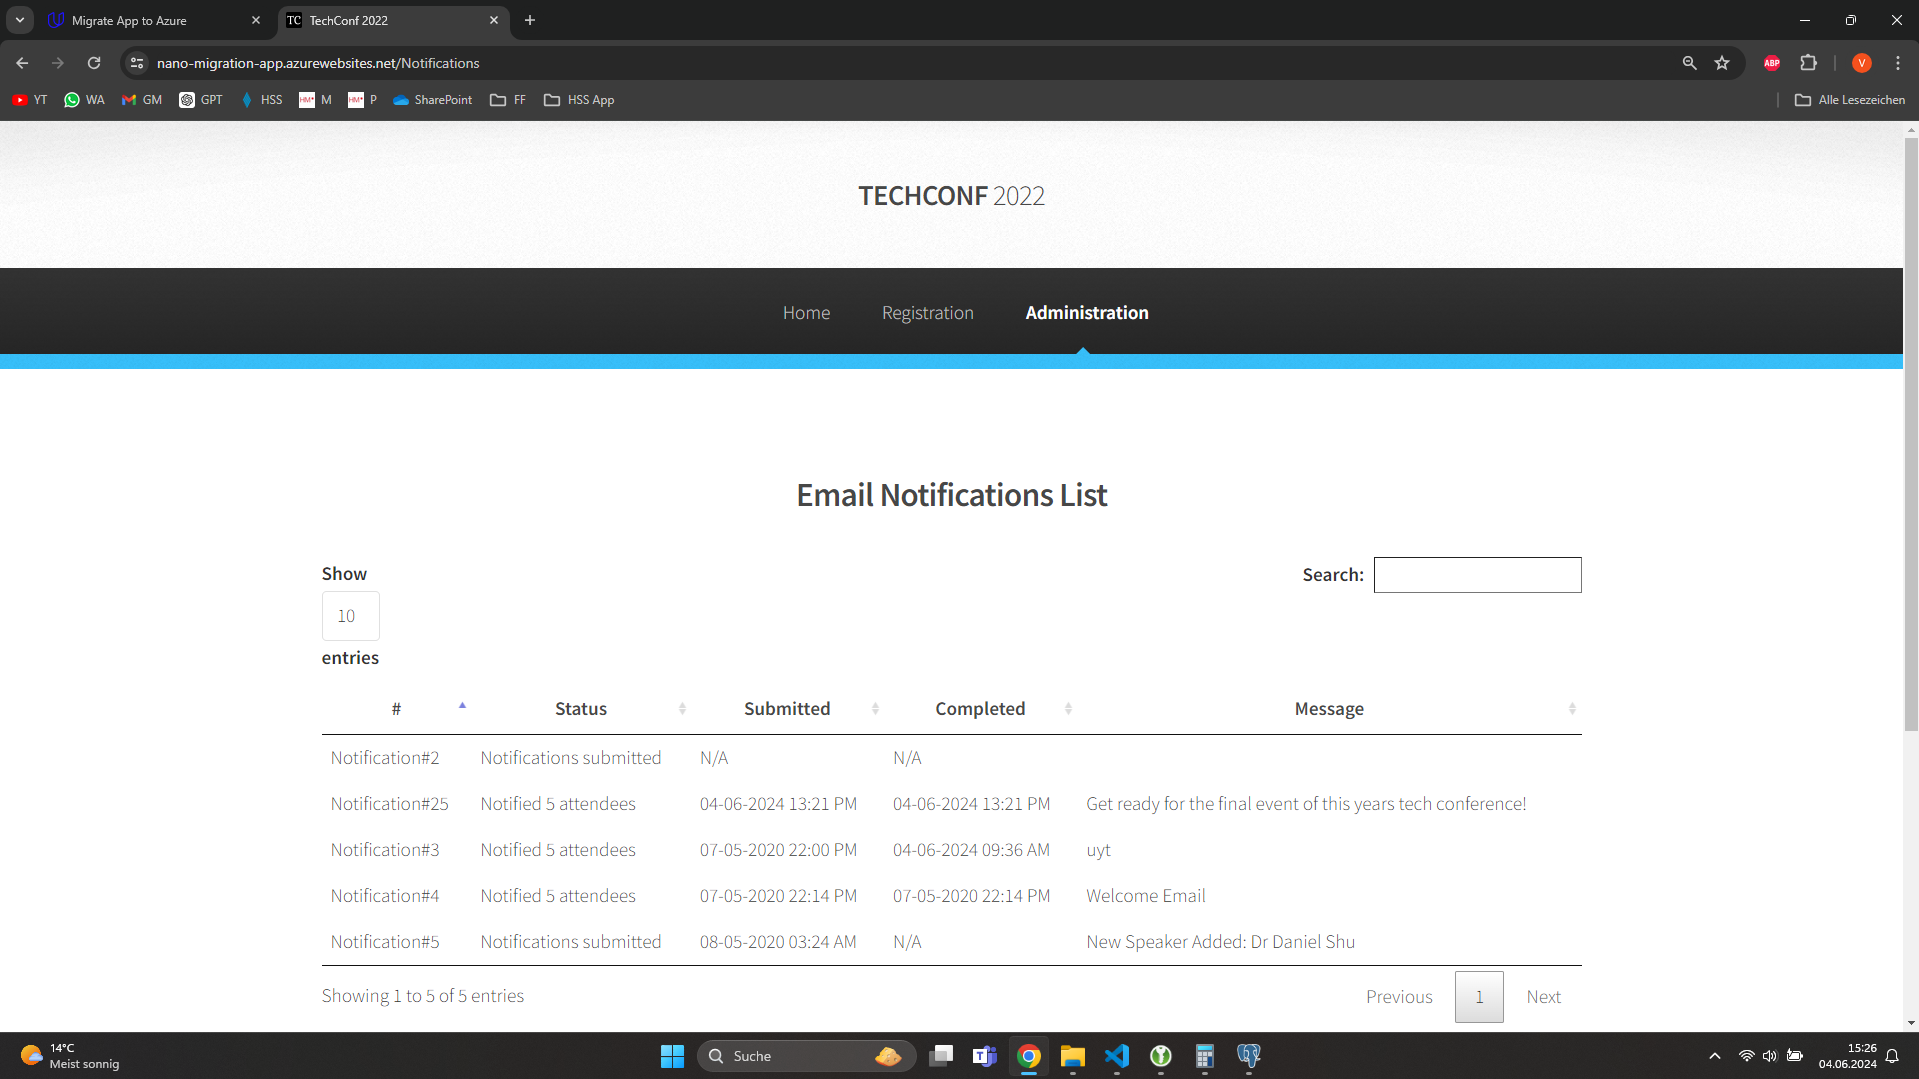 Migrate App to Azure
TC TechConf 2022
nano-migration-app.azurewebsites.net/Notifications
ABP
V
YT
WA
GM
GPT
HSS
HM M
HM P
SharePoint
FF
HSS App
Alle Lesezeichen
TECHCONF 2022
Home Registration Administration
Email Notifications List
Show
Search:
10
entries
# Status Submitted Completed Message
Notification#2 Notifications submitted N/A N/A
Notification#25 Notified 5 attendees 04-06-2024 13:21 PM 04-06-2024 13:21 PM Get ready for the final event of this years tech conference!
Notification#3 Notified 5 attendees 07-05-2020 22:00 PM 04-06-2024 09:36 AM uyt
Notification#4 Notified 5 attendees 07-05-2020 22:14 PM 07-05-2020 22:14 PM Welcome Email
Notification#5 Notifications submitted 08-05-2020 03:24 AM N/A New Speaker Added: Dr Daniel Shu
Showing 1 to 5 of 5 entries
Previous 1 Next
14°C
Meist sonnig
Suche
15:26
04.06.2024